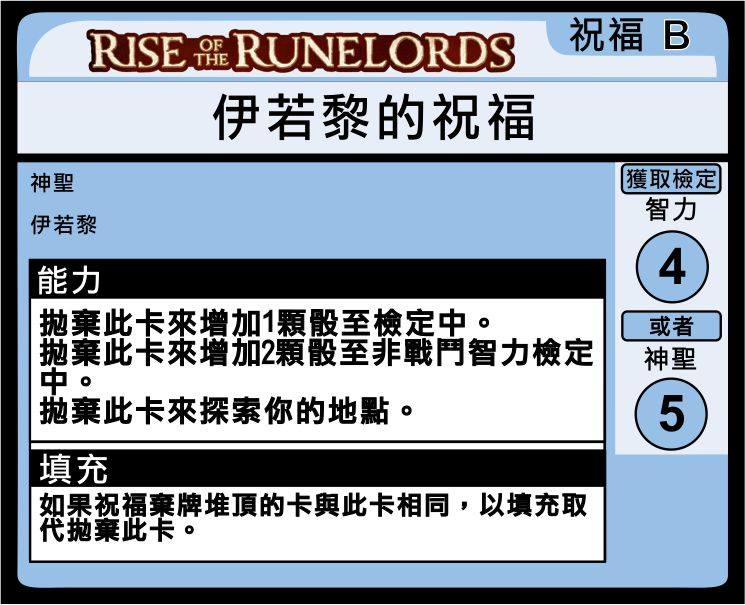 RISE OF THE RUNELORDS
祝福 B
伊若黎的祝福
神聖
伊若黎
獲取檢定
智力
4
或者
神聖
5
能力
拋棄此卡來增加1顆骰至檢定中。
拋棄此卡來增加2顆骰至非戰鬥智力檢定
中。
拋棄此卡來探索你的地點。
填充
如果祝福棄牌堆頂的卡與此卡相同，以填充取
代拋棄此卡。